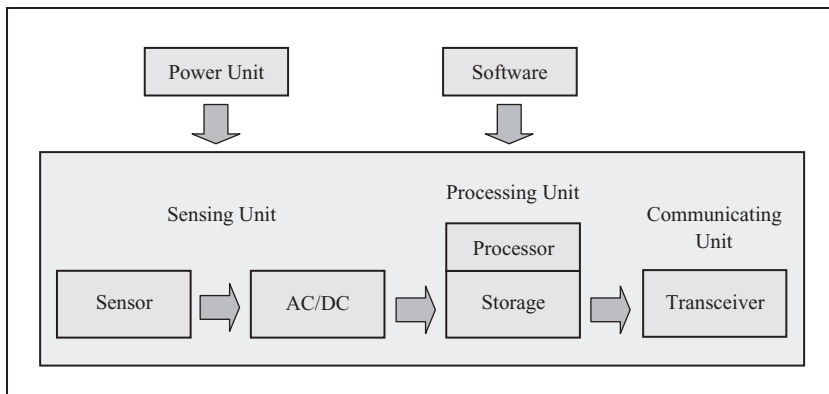 Power Unit
Software
Sensing Unit
Processing Unit
Communicating
Unit
Processor
Sensor
AC/DC
Storage
Transceiver